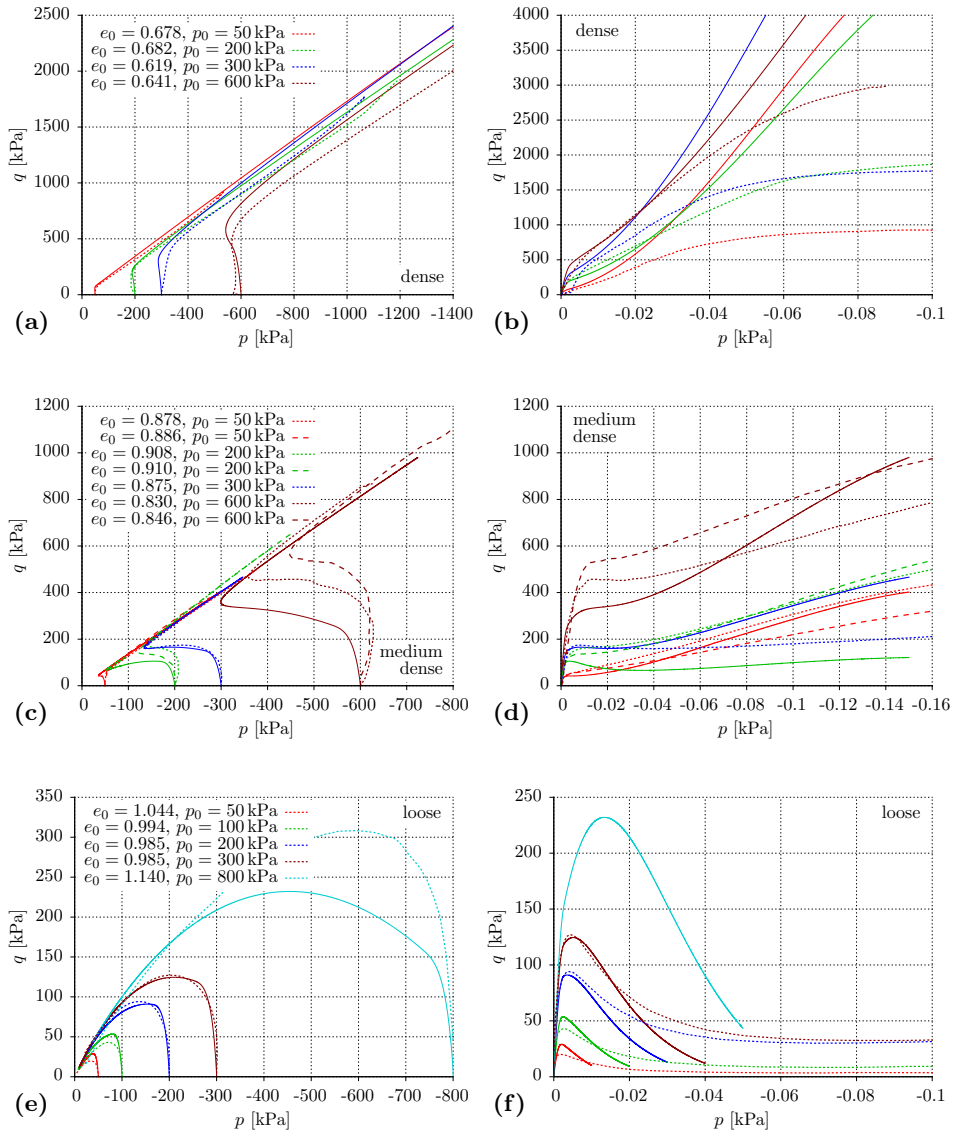 2500
2000
1500
1000
500
0
q [kPa]
e0 = 0.678, p0 = 50 kPa
e0 = 0.682, p0 = 200 kPa
e0 = 0.619, p0 = 300 kPa
e0 = 0.641, p0 = 600 kPa
dense
0 -200 -400 -600 -800 -1000 -1200 -1400
p [kPa]
(a)
4000
3500
3000
2500
2000
1500
1000
500
0
q [kPa]
dense
0 -0.02 -0.04 -0.06 -0.08 -0.1
p [kPa]
(b)
1200
1000
800
600
400
200
0
q [kPa]
e0 = 0.878, p0 = 50 kPa
e0 = 0.886, p0 = 50 kPa
e0 = 0.908, p0 = 200 kPa
e0 = 0.910, p0 = 200 kPa
e0 = 0.875, p0 = 300 kPa
e0 = 0.830, p0 = 600 kPa
e0 = 0.846, p0 = 600 kPa
medium
dense
0 -100 -200 -300 -400 -500 -600 -700 -800
p [kPa]
(c)
1200
1000
800
600
400
200
0
q [kPa]
medium
dense
0 -0.02 -0.04 -0.06 -0.08 -0.1 -0.12 -0.14 -0.16
p [kPa]
(d)
350
300
250
200
150
100
50
0
q [kPa]
e0 = 1.044, p0 = 50 kPa
e0 = 0.994, p0 = 100 kPa
e0 = 0.985, p0 = 200 kPa
e0 = 0.985, p0 = 300 kPa
e0 = 1.140, p0 = 800 kPa
loose
0 -100 -200 -300 -400 -500 -600 -700 -800
p [kPa]
(e)
250
200
150
100
50
0
q [kPa]
loose
0 -0.02 -0.04 -0.06 -0.08 -0.1
p [kPa]
(f)